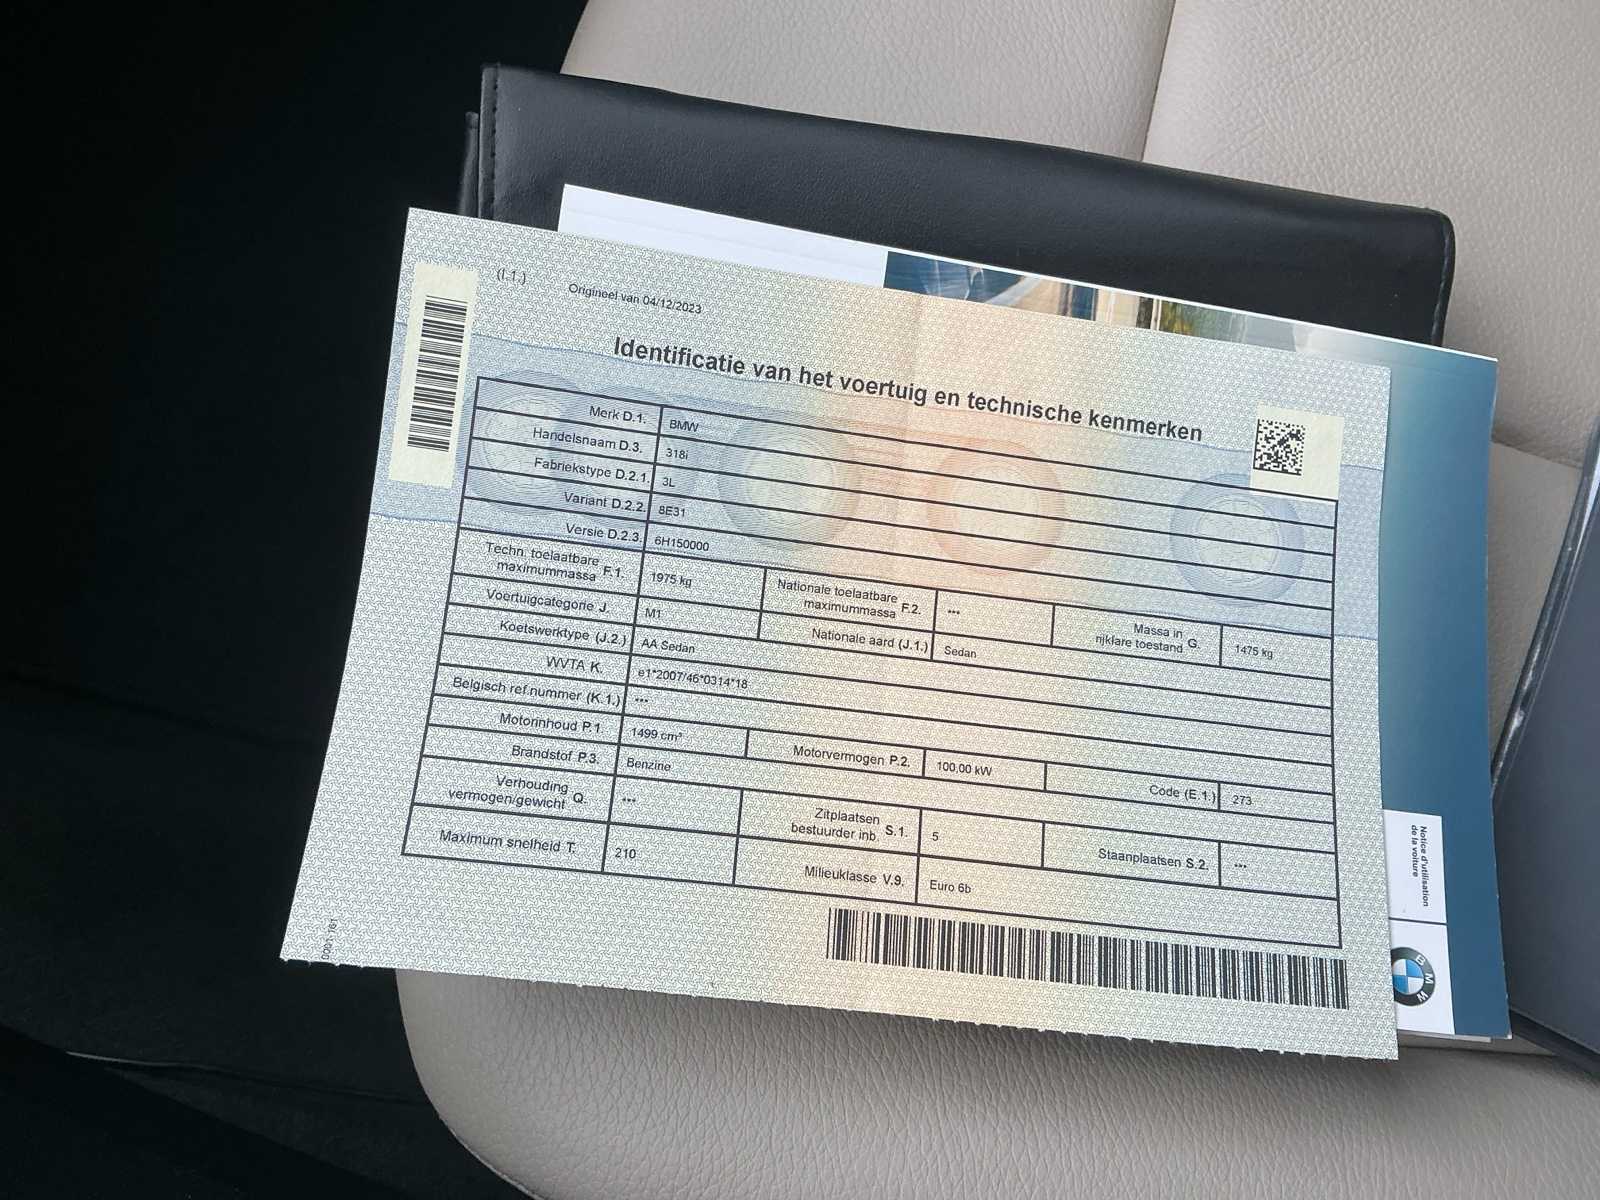 (I.1.)
Origineel van 04/12/2023
Identificatie van het voertuig en technische kenmerken
Merk D.1. BMW
Handelsnaam D.3. 318i
Fabriekstype D.2.1. 3L
Variant D.2.2. 8E31
Versie D.2.3. 6H150000
Techn. toelaatbare maximummassa F.1. 1975 kg Nationale toelaatbare maximummassa F.2. *** Massa in rijklare toestand G. 1475 kg
Voertuigcategorie J. M1 Nationale aard (J.1.) Sedan
Koetswerktype (J.2.) AA Sedan
WVTA K. e1*2007/46*0314*18
Belgisch ref.nummer (K.1.) ***
Motorinhoud P.1. 1499 cm³ Motorvermogen P.2. 100,00 kW Code (E.1.) 273
Brandstof P.3. Benzine
Verhouding vermogen/gewicht Q. *** Zitplaatsen bestuurder inb. S.1. 5 Staanplaatsen S.2. ***
Maximum snelheid T. 210 Milieuklasse V.9. Euro 6b
Notice d'utilisation
de la voiture
BMW